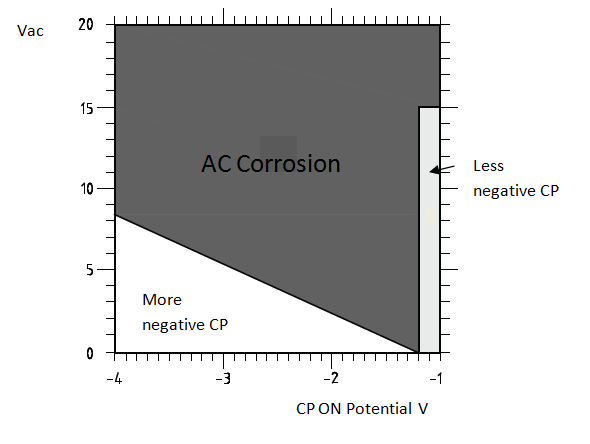 Vac
20
15
10
5
0
AC Corrosion
Less
negative CP
More
negative CP
-4
-3
-2
-1
CP ON Potential V